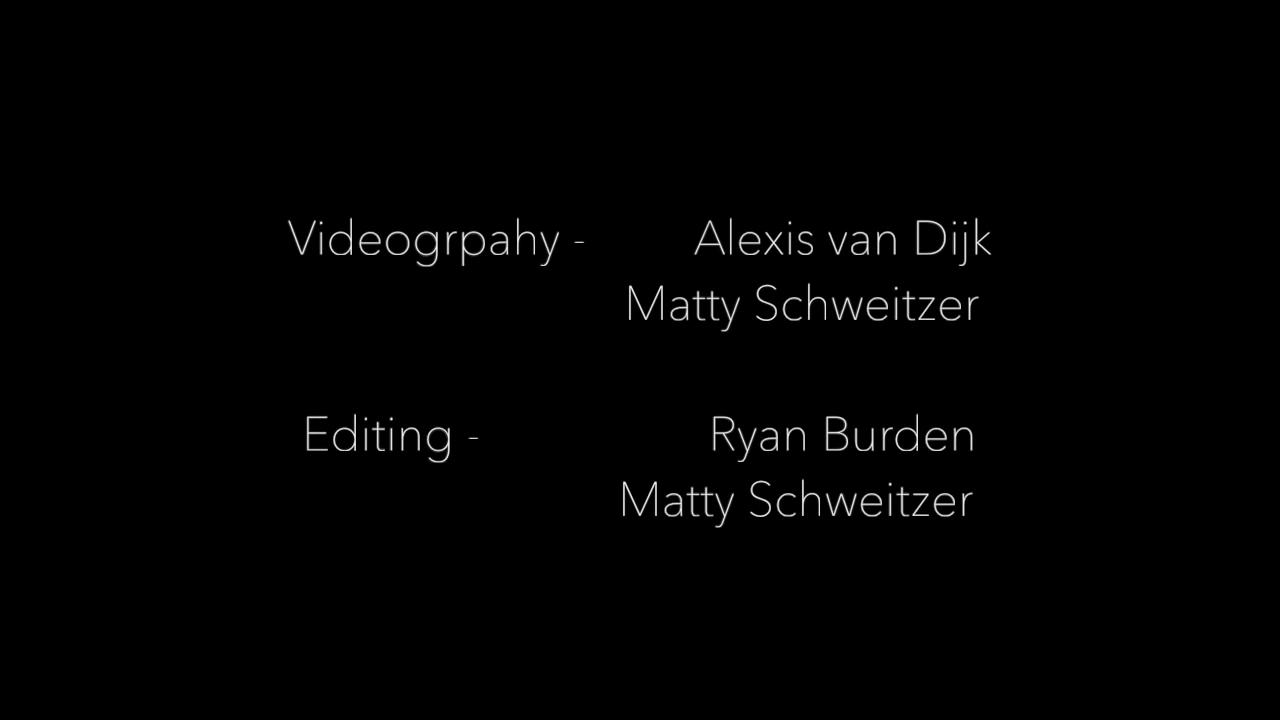 Videogrpahy - Alexis van Dijk
Matty Schweitzer
Editing - Ryan Burden
Matty Schweitzer